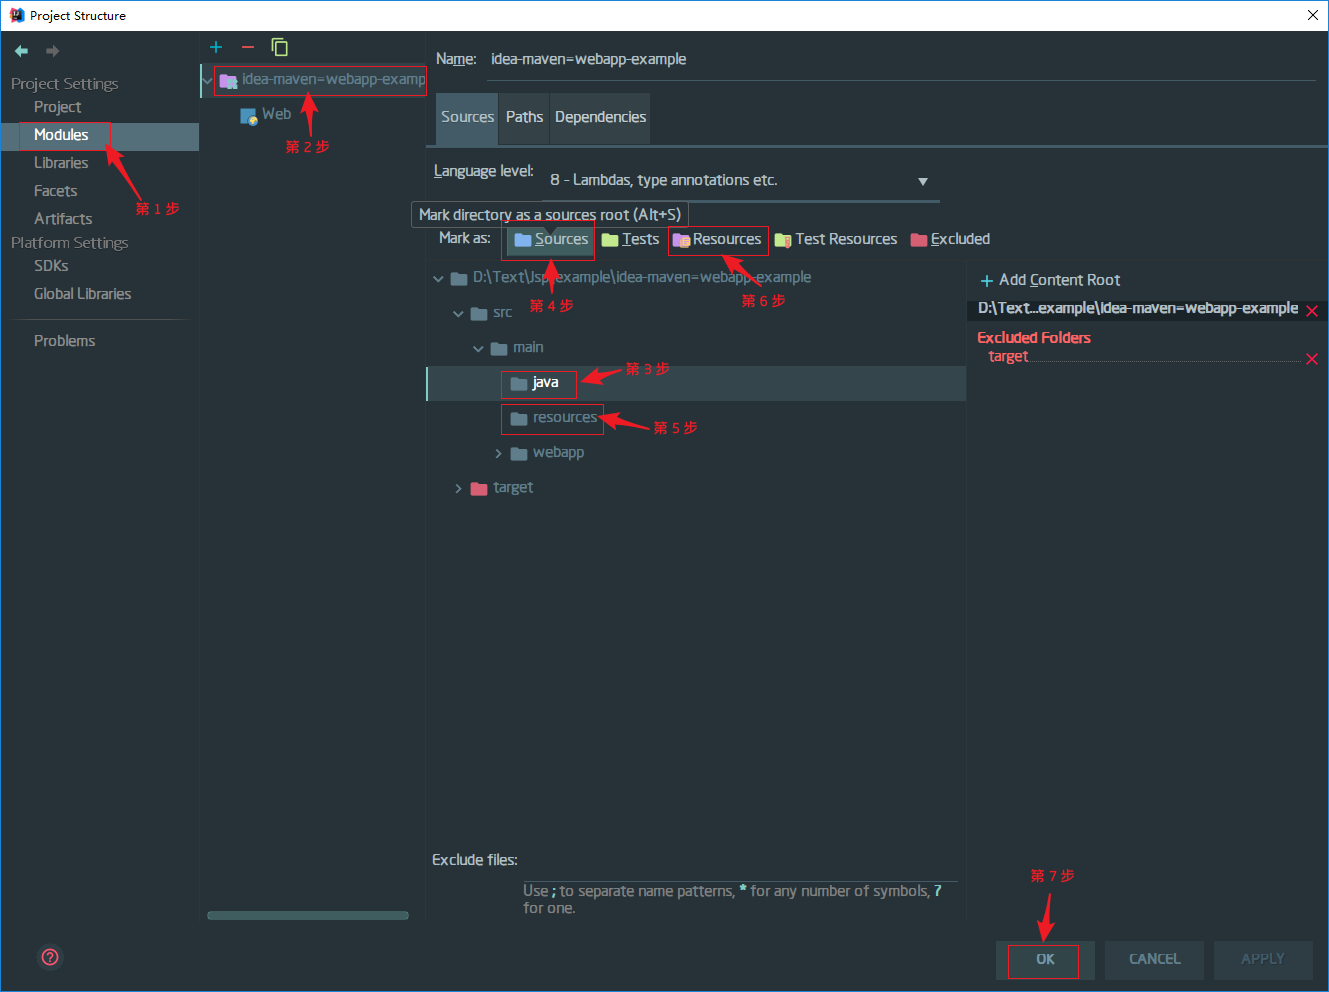 Project Structure
Project Settings
Project
Modules
Libraries
Facets
Artifacts
Platform Settings
SDKs
Global Libraries
Problems
第 1 步
idea-maven=webapp-examp
Web
第 2 步
Name: idea-maven=webapp-example
Sources Paths Dependencies
Language level: 8 - Lambdas, type annotations etc.
Mark directory as a sources root (Alt+S)
Mark as: Sources Tests Resources Test Resources Excluded
D:\Text\Jsp\example\idea-maven=webapp-example
第 4 步
第 6 步
src
main
java
第 3 步
resources
第 5 步
webapp
target
Add Content Root
D:\Text...example\idea-maven=webapp-example
Excluded Folders
target
Exclude files:
Use ; to separate name patterns, * for any number of symbols, ?
for one.
第 7 步
OK CANCEL APPLY